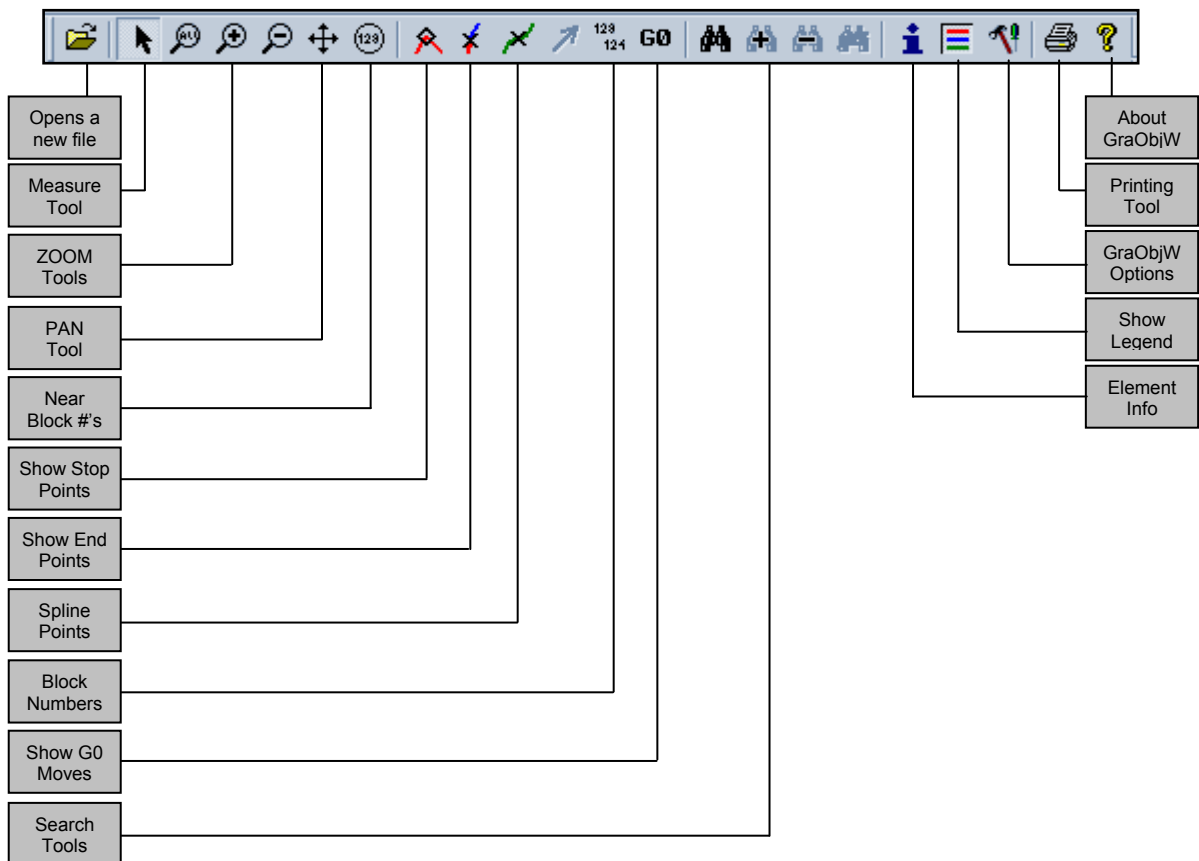 ALL
123
123
124
G0
?
Opens a
new file
Measure
Tool
ZOOM
Tools
PAN
Tool
Near
Block #'s
Show Stop
Points
Show End
Points
Spline
Points
Block
Numbers
Show G0
Moves
Search
Tools
About
GraObjW
Printing
Tool
GraObjW
Options
Show
Legend
Element
Info